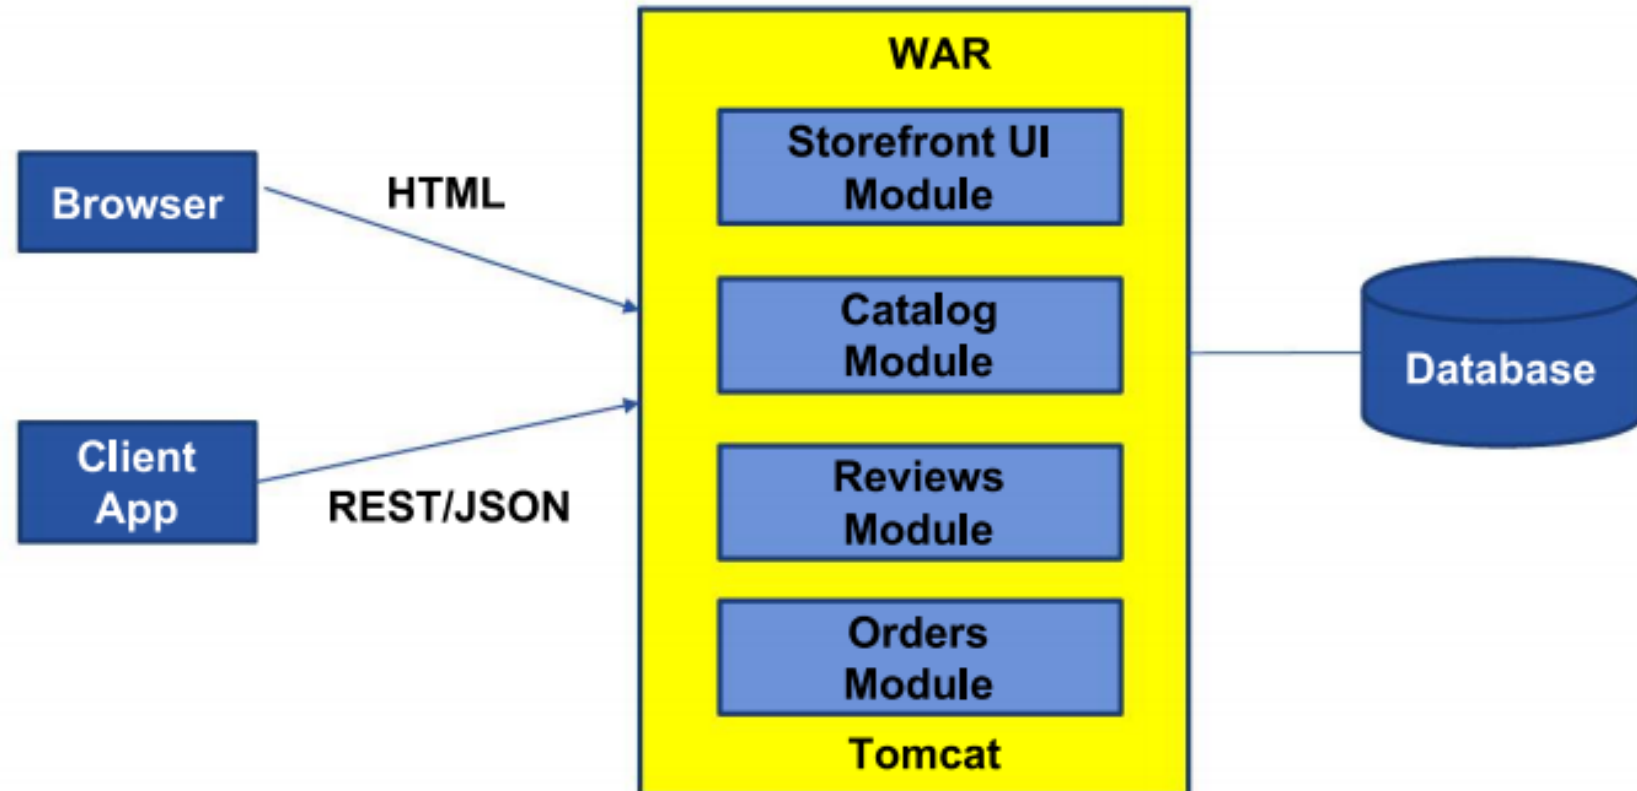 WAR
Storefront UI
Module
Browser
HTML
Catalog
Module
Database
Client
App
REST/JSON
Reviews
Module
Orders
Module
Tomcat